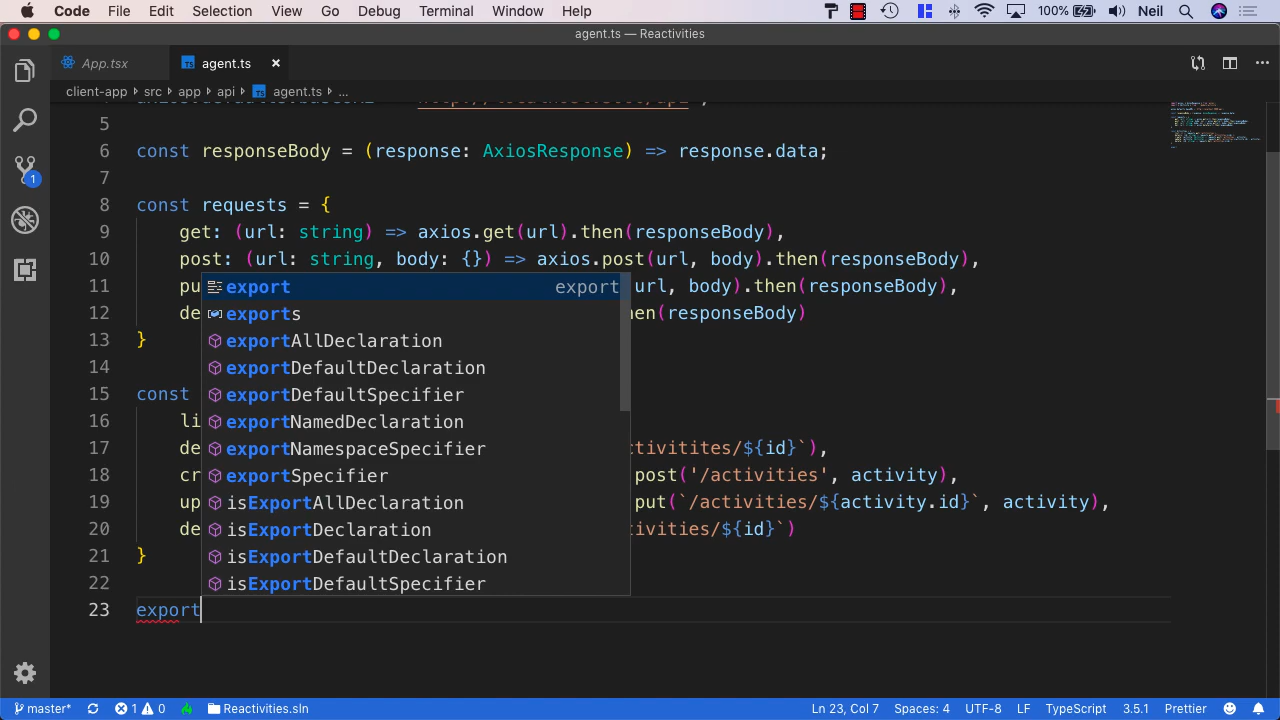 Code File Edit Selection View Go Debug Terminal Window Help 100% Neil
agent.ts — Reactivities
App.tsx agent.ts
client-app src app api agent.ts ...
5
6 const responseBody = (response: AxiosResponse) => response.data;
7
8 const requests = {
9 get: (url: string) => axios.get(url).then(responseBody),
10 post: (url: string, body: {}) => axios.post(url, body).then(responseBody),
11 pu export export url, body).then(responseBody),
12 de exports hen(responseBody)
13 } exportAllDeclaration
14 exportDefaultDeclaration
15 const exportDefaultSpecifier
16 li exportNamedDeclaration
17 de exportNamespaceSpecifier ctivitites/${id}`),
18 cr exportSpecifier post('/activities', activity),
19 up isExportAllDeclaration put(`/activities/${activity.id}`, activity),
20 de isExportDeclaration ivities/${id}`)
21 } isExportDefaultDeclaration
22 isExportDefaultSpecifier
23 export
1
master* 1 0 Reactivities.sln Ln 23, Col 7 Spaces: 4 UTF-8 LF TypeScript 3.5.1 Prettier